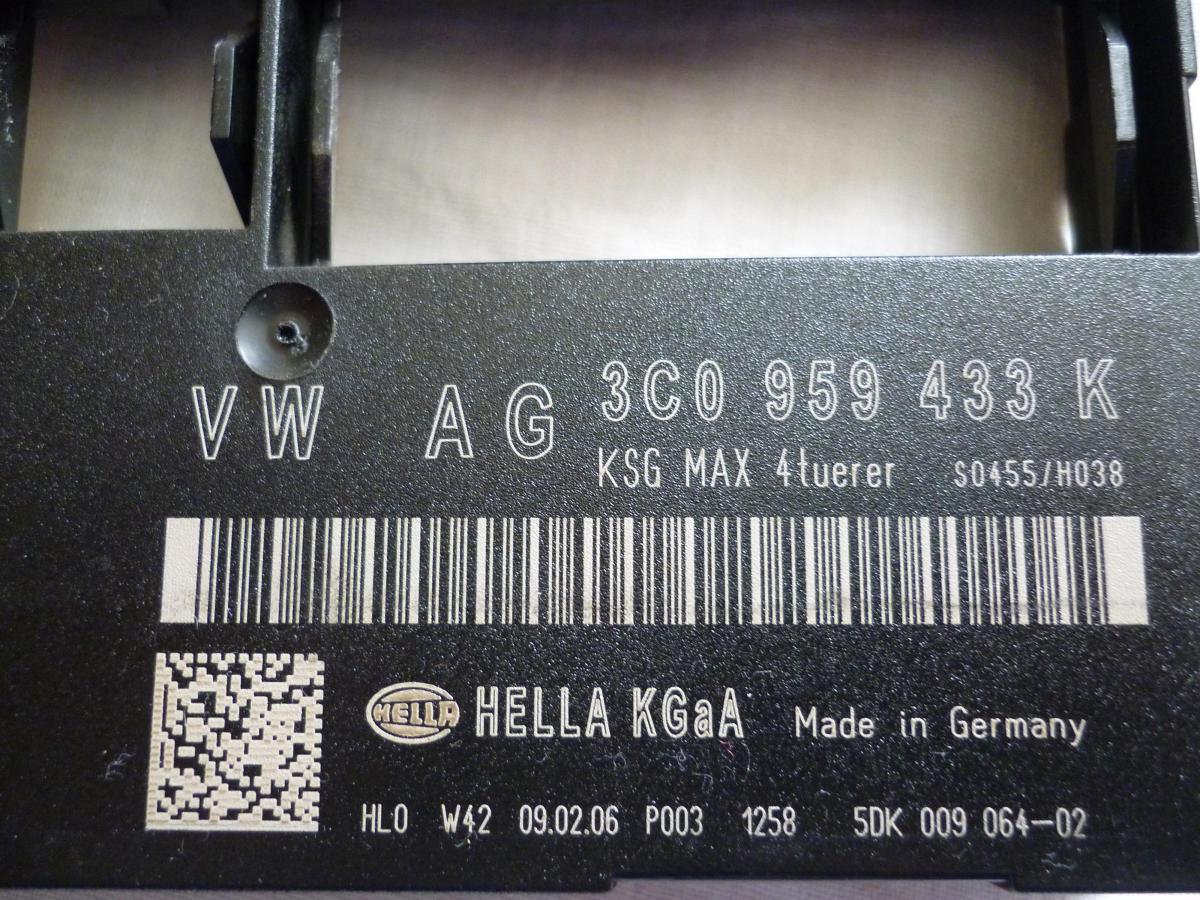 VW AG 3C0 959 433 K
KSG MAX 4tuerer S0455/H038
HELLA HELLA KGaA Made in Germany
HLO W42 09.02.06 P003 1258 5DK 009 064-02